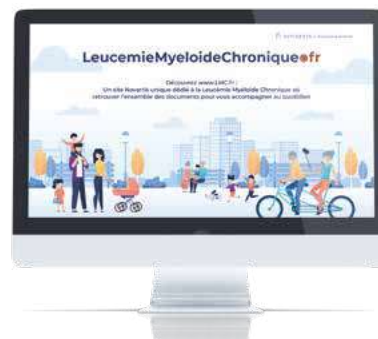 LeucemieMyeloideChronique.fr
Découvrez www.LMC.fr :
Un site Novartis unique dédié à la Leucémie Myéloïde Chronique où
retrouver l'ensemble des documents pour vous accompagner au quotidien